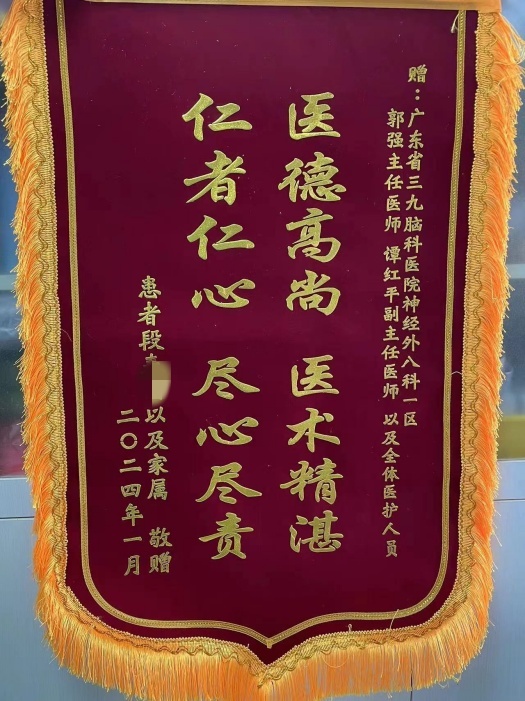 赠：广东省三九脑科医院神经外八科一区
郭强主任医师 谭红平副主任医师 以及全体医护人员
医德高尚 医术精湛
仁者仁心 尽心尽责
患者段 以及家属 敬赠
二〇二四年一月